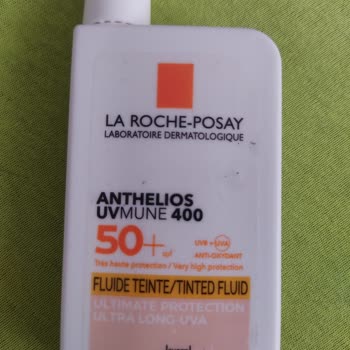 LA ROCHE-POSAY
LABORATOIRE DERMATOLOGIQUE
ANTHELIOS
UVMUNE 400
50+ SPF
UVB + UVA
ANTI-OXYDANT
Très haute protection / Very high protection
FLUIDE TEINTE/TINTED FLUID
ULTIMATE PROTECTION
ULTRA LONG-UVA